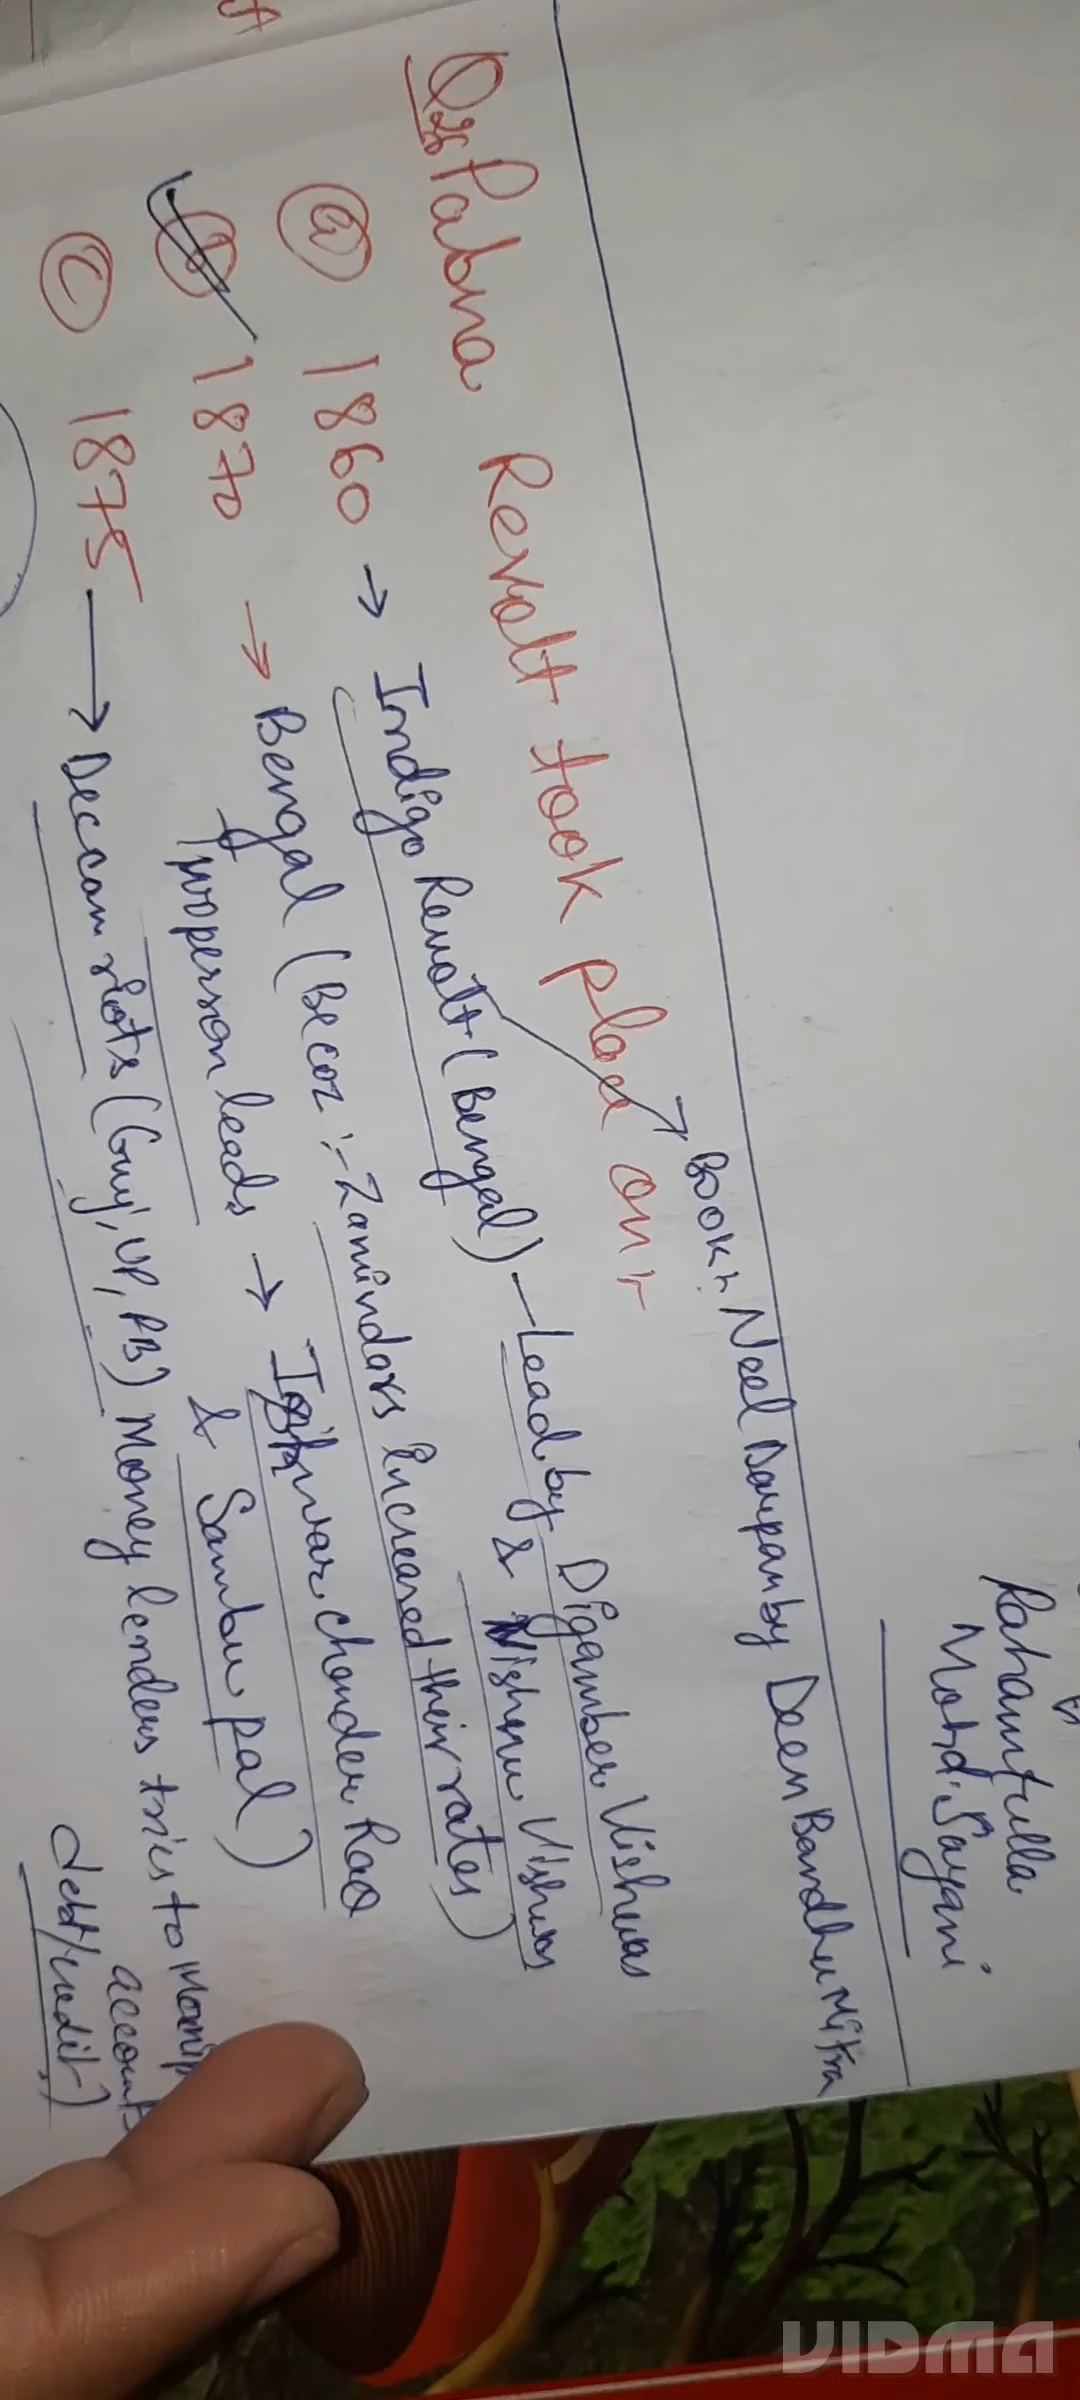 Rahamtulla
Mohd. Sayani
Book:- Neel Darpan by Deen Bandhu Mitra
Qs Pabna Revolt took place on:-
(a) 1860 → Indigo Revolt (Bengal) — Lead by Digamber Vishwas
& Vishnu Vishwas
(b) 1870 → Bengal (Becoz :- Zamindars increased their rates)
person leads → Ishwar chander Rao
& Sambu pal)
(c) 1875 → Deccan riots (Guj, UP, PB) Money lenders tries to Manip
account
debt/credit)
VIDMA